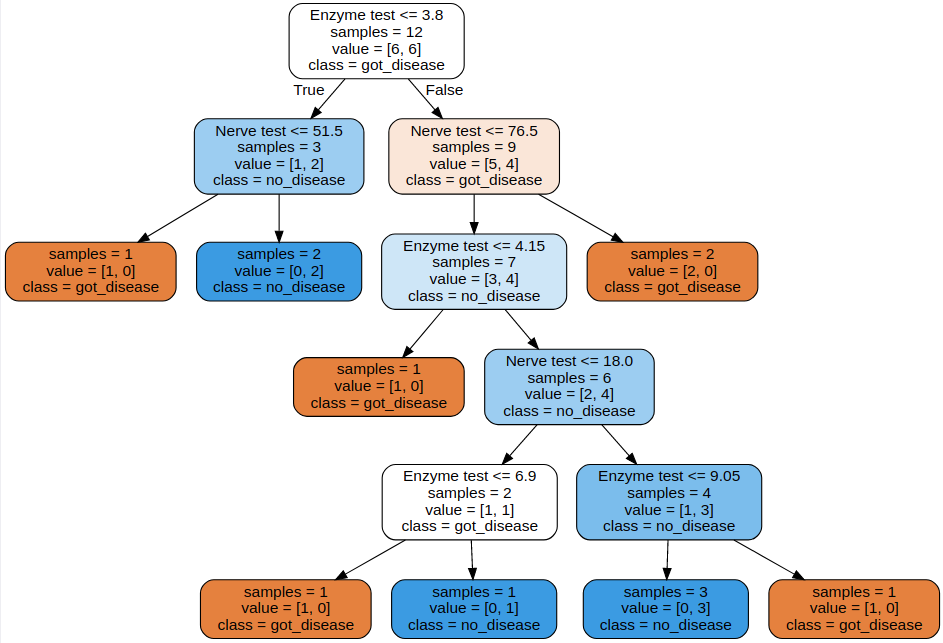 Enzyme test <= 3.8
samples = 12
value = [6, 6]
class = got_disease
True
False
Nerve test <= 51.5
samples = 3
value = [1, 2]
class = no_disease
Nerve test <= 76.5
samples = 9
value = [5, 4]
class = got_disease
samples = 1
value = [1, 0]
class = got_disease
samples = 2
value = [0, 2]
class = no_disease
Enzyme test <= 4.15
samples = 7
value = [3, 4]
class = no_disease
samples = 2
value = [2, 0]
class = got_disease
samples = 1
value = [1, 0]
class = got_disease
Nerve test <= 18.0
samples = 6
value = [2, 4]
class = no_disease
Enzyme test <= 6.9
samples = 2
value = [1, 1]
class = got_disease
Enzyme test <= 9.05
samples = 4
value = [1, 3]
class = no_disease
samples = 1
value = [1, 0]
class = got_disease
samples = 1
value = [0, 1]
class = no_disease
samples = 3
value = [0, 3]
class = no_disease
samples = 1
value = [1, 0]
class = got_disease